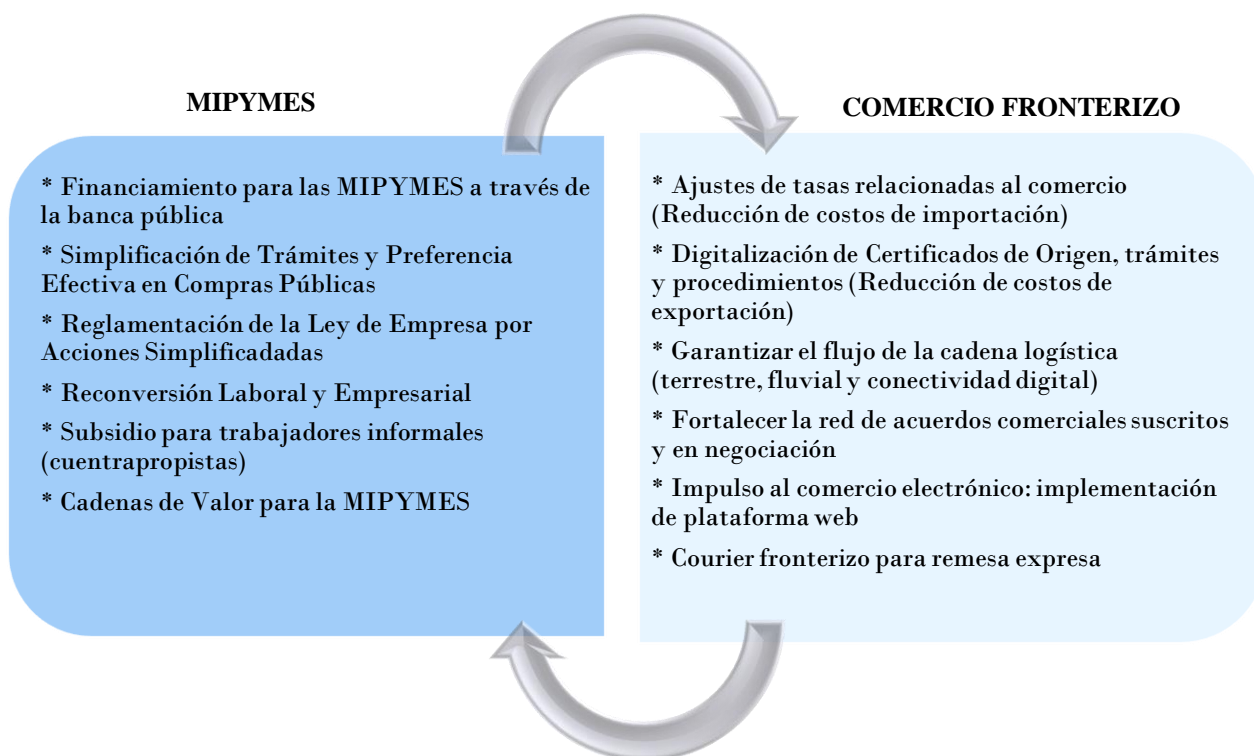 MIPYMES
* Financiamiento para las MIPYMES a través de
la banca pública
* Simplificación de Trámites y Preferencia
Efectiva en Compras Públicas
* Reglamentación de la Ley de Empresa por
Acciones Simplificadadas
* Reconversión Laboral y Empresarial
* Subsidio para trabajadores informales
(cuentrapropistas)
* Cadenas de Valor para la MIPYMES
COMERCIO FRONTERIZO
* Ajustes de tasas relacionadas al comercio
(Reducción de costos de importación)
* Digitalización de Certificados de Origen, trámites
y procedimientos (Reducción de costos de
exportación)
* Garantizar el flujo de la cadena logística
(terrestre, fluvial y conectividad digital)
* Fortalecer la red de acuerdos comerciales suscritos
y en negociación
* Impulso al comercio electrónico: implementación
de plataforma web
* Courier fronterizo para remesa expresa